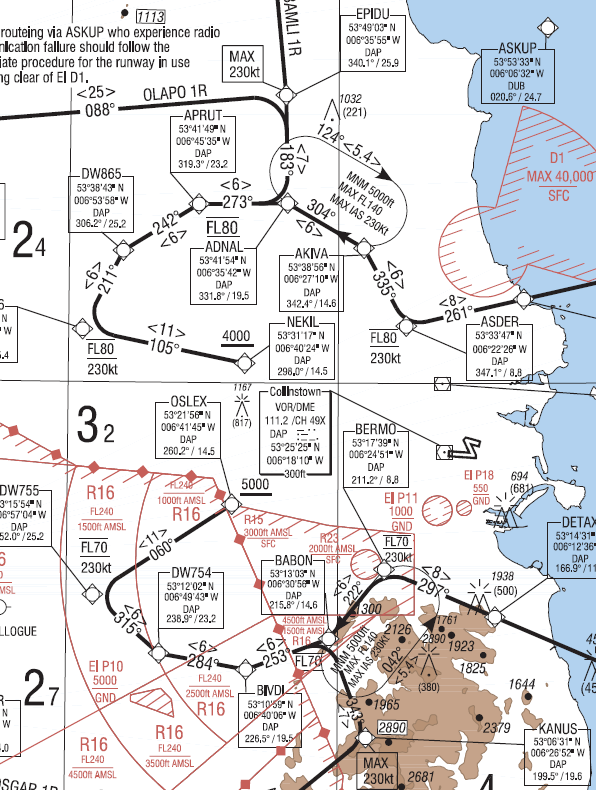 1113
routeing via ASKUP who experience radio
nication failure should follow the
iate procedure for the runway in use
ng clear of EI D1.
BAMLI 1R
EPIDU
53°49'03" N
006°35'55" W
DAP
340.1° / 25.9
MAX
230kt
ASKUP
53°53'33" N
006°06'32" W
DUB
020.6° / 24.7
<25>
088°
OLAPO 1R
1032
(221)
124° <5.4>
APRUT
53°41'49" N
006°45'35" W
DAP
319.3° / 23.2
<7>
183°
MNM 5000ft
MAX FL140
MAX IAS 230kt
D1
MAX 40,000'
SFC
DW865
53°38'43" N
006°53'58" W
DAP
306.2° / 25.2
<6>
273°
304°
<6>
242°
<6>
FL80
ADNAL
53°41'54" N
006°35'42" W
DAP
331.8° / 19.5
AKIVA
53°38'56" N
006°27'10" W
DAP
342.4° / 14.6
24
<6>
211°
<6>
335°
<8>
261°
<11>
105°
4000
NEKIL
53°31'17" N
006°40'24" W
DAP
298.0° / 14.5
FL80
230kt
FL80
230kt
ASDER
53°33'47" N
006°22'26" W
DAP
347.1° / 8.8
6
" N
" W
5.4
OSLEX
53°21'56" N
006°41'45" W
DAP
260.2° / 14.5
1167
(817)
Collinstown
VOR/DME
111.2 /CH 49X
DAP
53°25'25" N
006°18'10" W
300ft
BERMO
53°17'39" N
006°24'51" W
DAP
211.2° / 8.8
32
5000
EI P18
550
GND
694
(681)
DW755
3°15'54" N
06°57'04" W
DAP
52.0° / 25.2
R16
FL240
1500ft AMSL
FL240
1000ft AMSL
R16
R15
3000ft AMSL
SFC
R23
2000ft AMSL
SFC
EI P11
1000
GND
DETAX
53°14'31"
006°12'36"
DAP
166.9° / 11
FL70
230kt
<11>
060°
FL70
230kt
DW754
53°12'02" N
006°49'43" W
DAP
238.9° / 23.2
BABON
53°13'03" N
006°30'56" W
DAP
215.8° / 14.6
<6>
222°
<8>
297°
1938
(500)
6
" N
SL
LLOGUE
<6>
315°
4500ft AMSL
1500ft AMSL
R16
1300
1761
2126
2890
1923
1825
<6>
284°
<6>
253°
FL70
MNM 5000ft
MAX FL140
MAX IAS 230kt
042°
<5.4>
(380)
EI P10
5000
GND
FL240
2500ft AMSL
R16
27
BIVDI
53°10'59" N
006°40'06" W
DAP
226.5° / 19.5
343°
<7>
1965
1644
2379
2890
KANUS
53°06'31" N
006°26'52" W
DAP
199.5° / 19.6
R16
FL240
4500ft AMSL
R16
FL240
3500ft AMSL
MAX
230kt
2681
4
OSGAR 1R